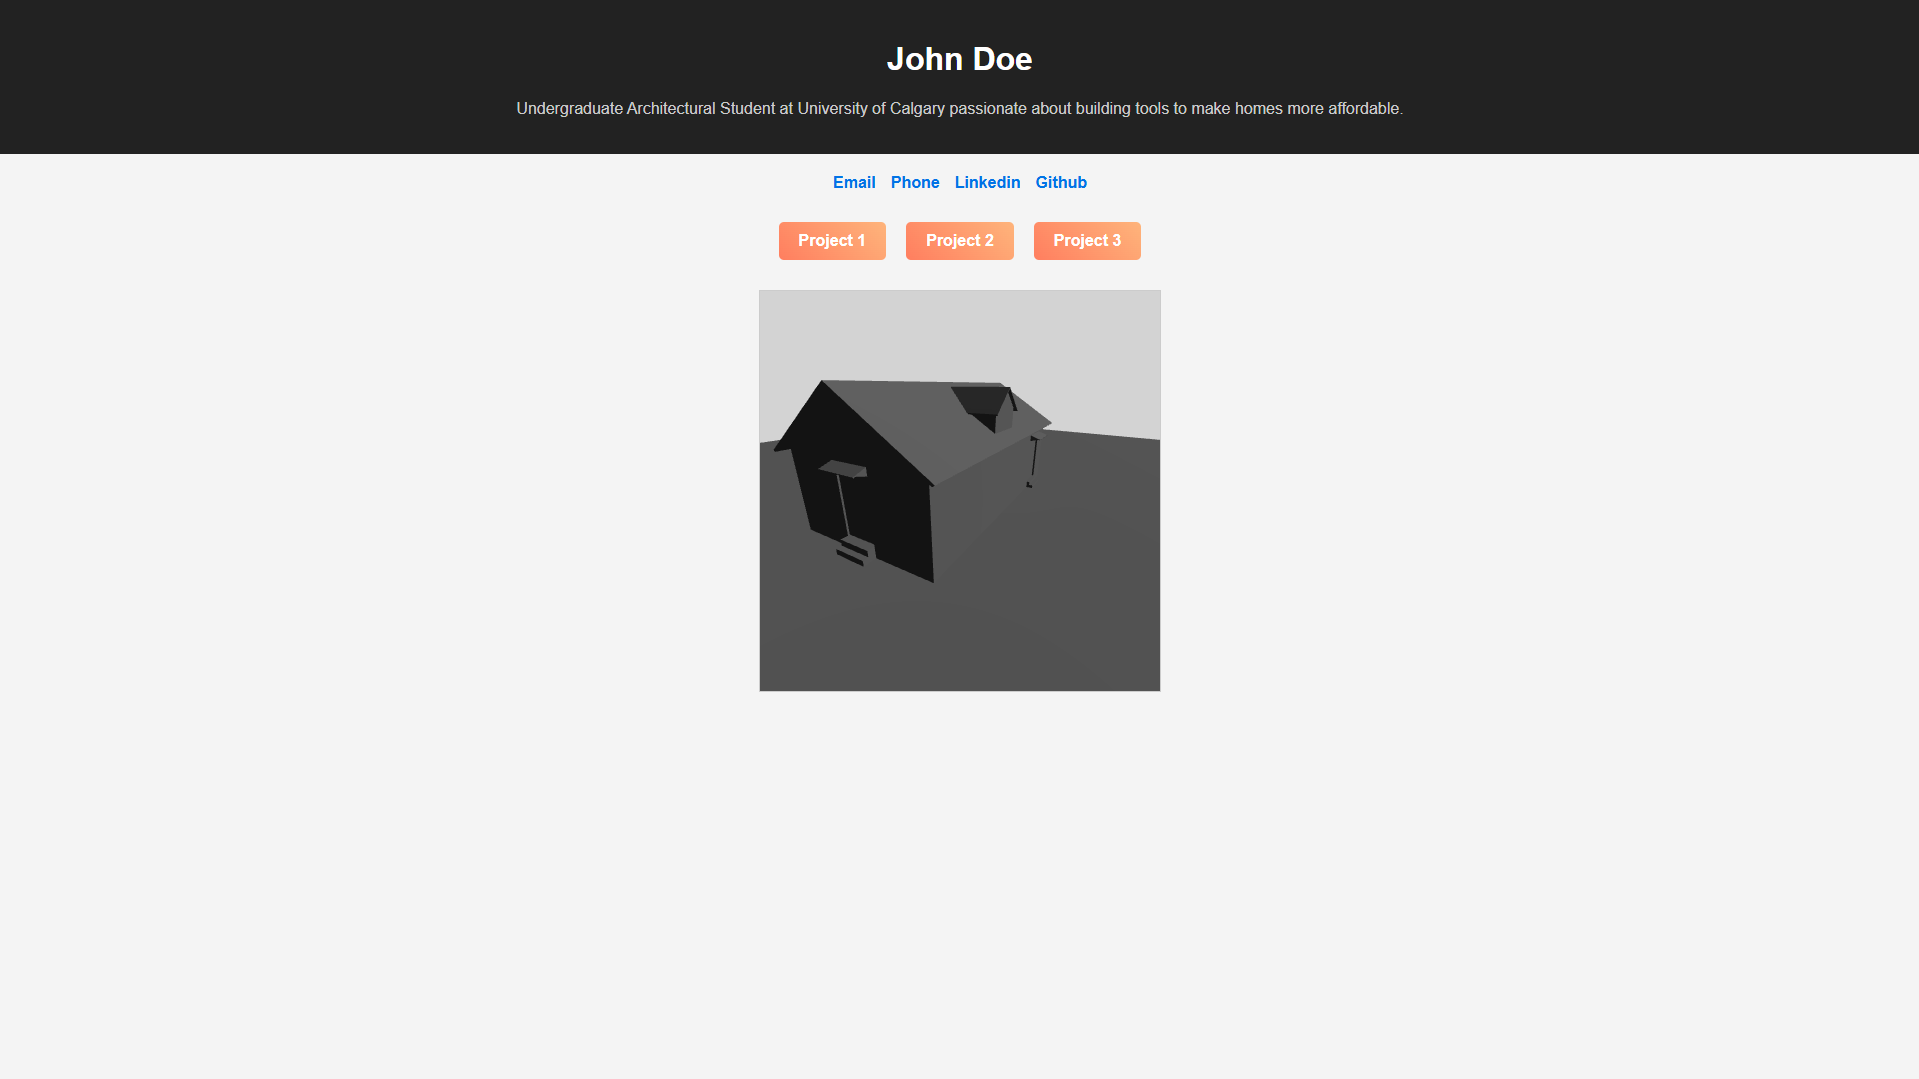 John Doe
Undergraduate Architectural Student at University of Calgary passionate about building tools to make homes more affordable.
Email Phone Linkedin Github
Project 1 Project 2 Project 3